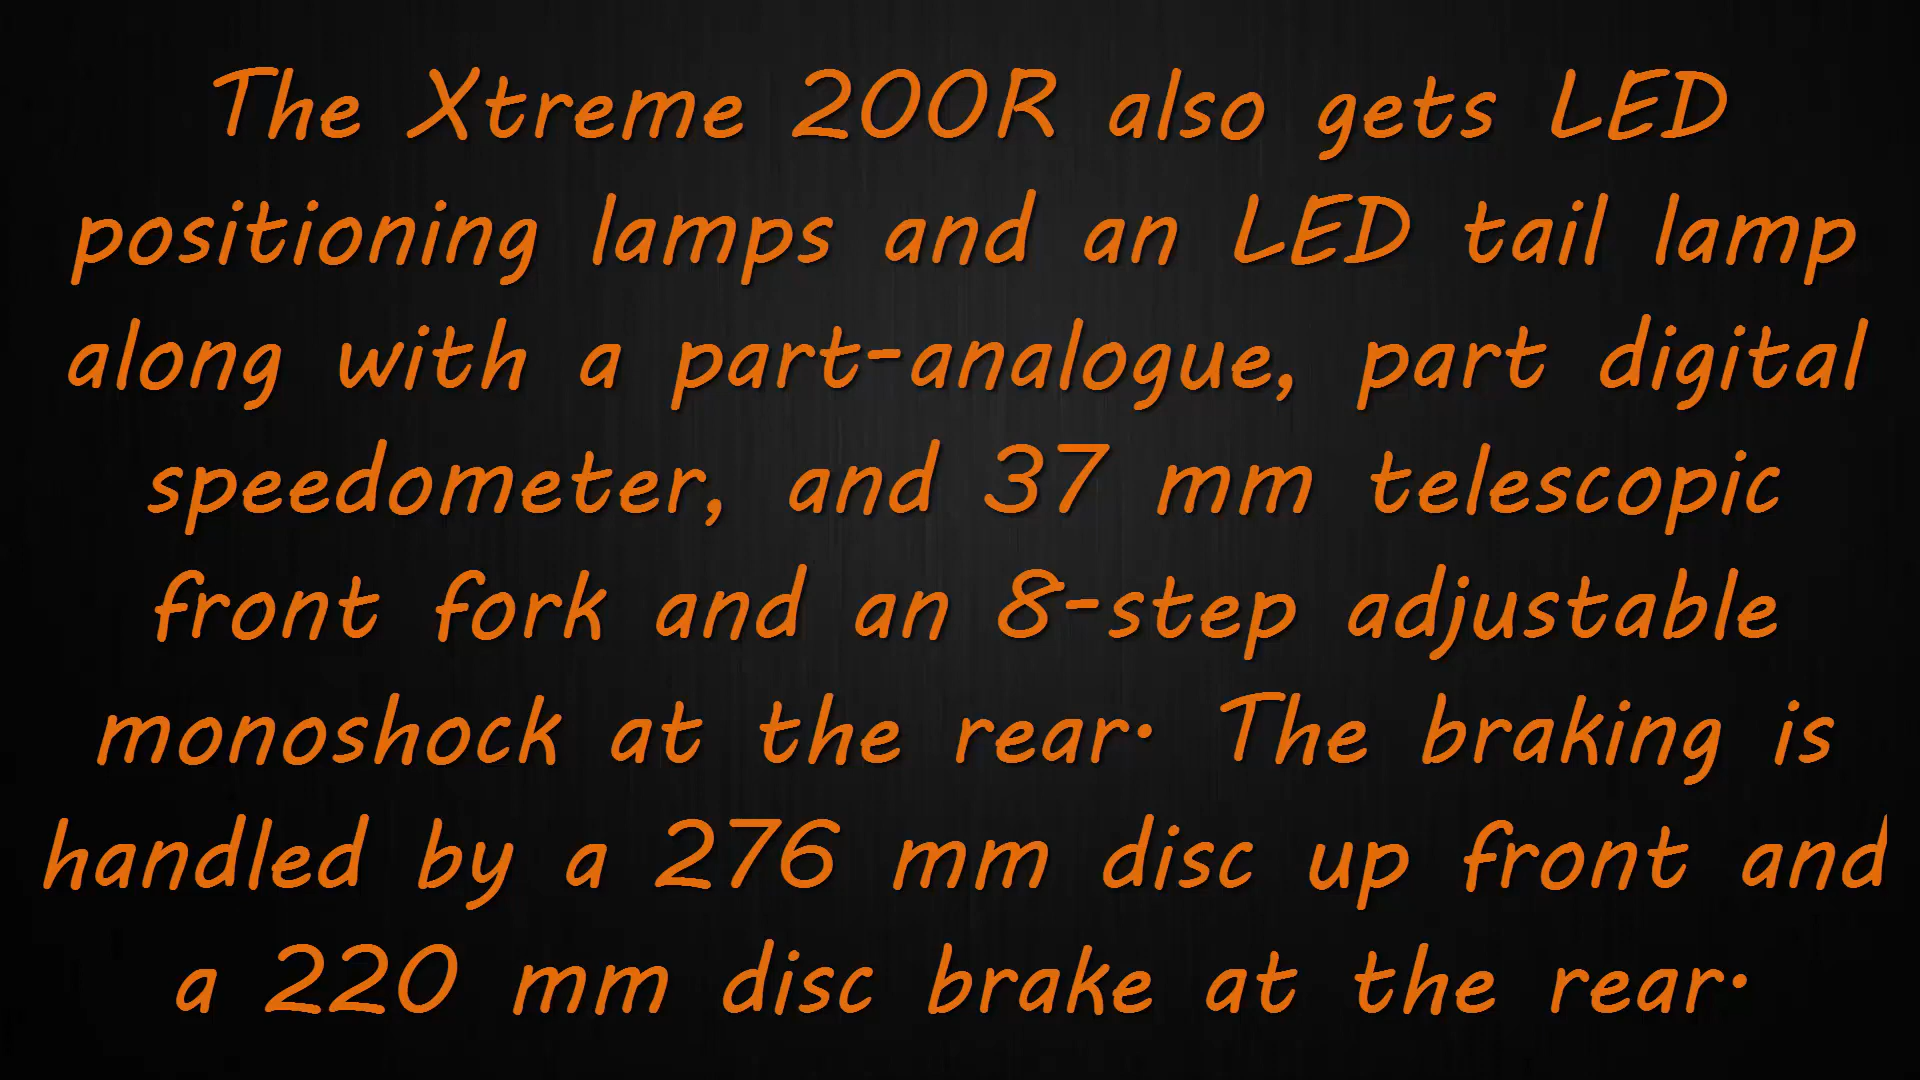 The Xtreme 200R also gets LED
positioning lamps and an LED tail lamp
along with a part-analogue, part digital
speedometer, and 37 mm telescopic
front fork and an 8-step adjustable
monoshock at the rear. The braking is
handled by a 276 mm disc up front and
a 220 mm disc brake at the rear.